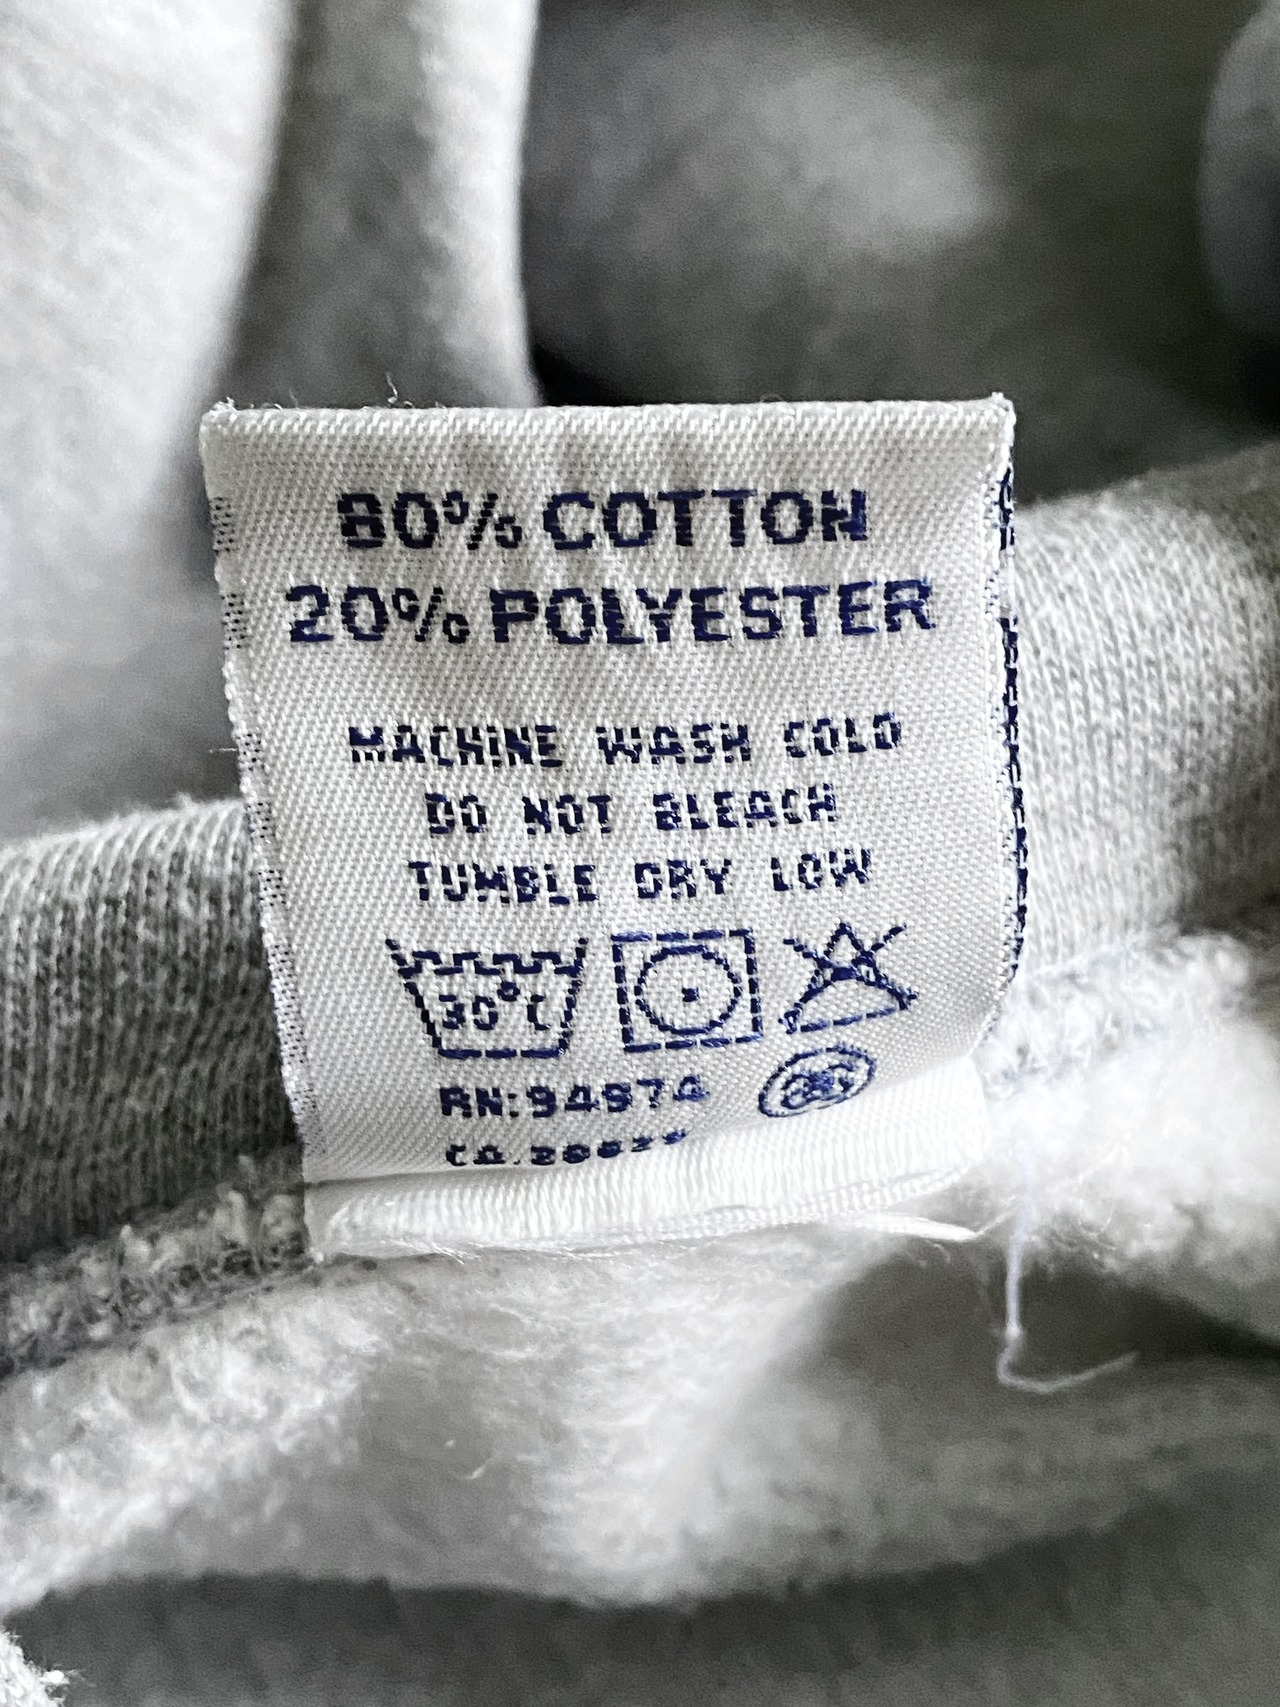 80% COTTON
20% POLYESTER
MACHiNE WASH COLD
DO NOT BLEACH
TUMBLE DRY LOW
30°C
RN:94974